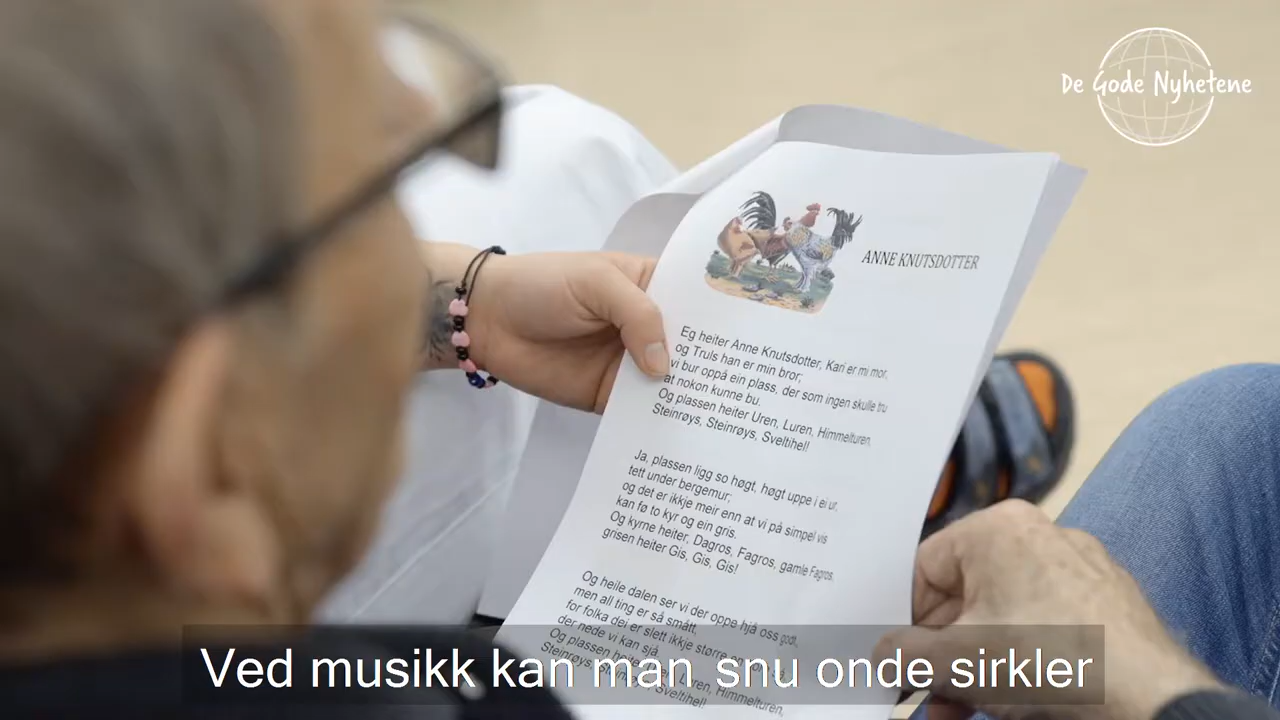 De Gode Nyhetene
ANNE KNUTSDOTTER
Eg heiter Anne Knutsdotter, Kari er mi mor,
og Truls han er min bror;
vi bur oppå ein plass, der som ingen skulle tru
at nokon kunne bu.
Og plassen heiter Uren, Luren, Himmelturen,
Steinrøys, Steinrøys, Sveltihel!
Ja, plassen ligg so høgt, høgt uppe i ei ur,
tett under bergemur;
og det er ikkje meir enn at vi på simpel vis
kan fø to kyr og ein gris.
Og kyrne heiter, Dagros, Fagros, gamle Fagros,
grisen heiter Gis, Gis, Gis!
Og heile dalen ser vi der oppe hjå oss godt,
men all ting er så smått,
for folka dei er slett ikkje større
der nede vi kan sjå.
Og plassen Luren, Himmelturen,
Steinrøys, Sveltihel!
Ved musikk kan man snu onde sirkler